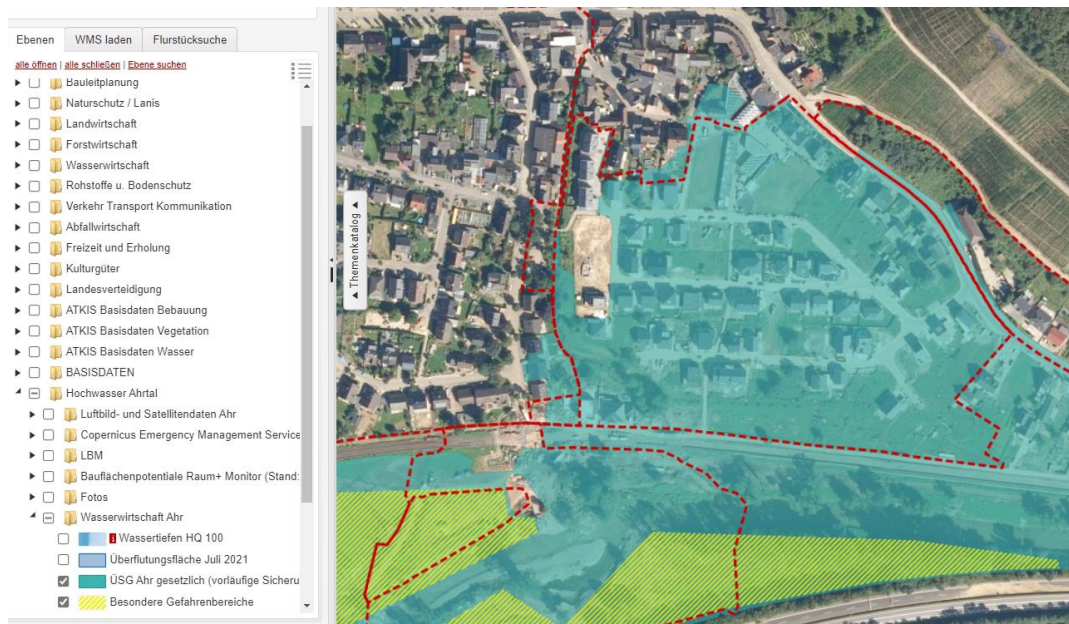 Ebenen WMS laden Flurstücksuche
alle öffnen | alle schließen | Ebene suchen
Bauleitplanung
Naturschutz / Lanis
Landwirtschaft
Forstwirtschaft
Wasserwirtschaft
Rohstoffe u. Bodenschutz
Verkehr Transport Kommunikation
Abfallwirtschaft
Freizeit und Erholung
Kulturgüter
Landesverteidigung
ATKIS Basisdaten Bebauung
ATKIS Basisdaten Vegetation
ATKIS Basisdaten Wasser
BASISDATEN
Hochwasser Ahrtal
Luftbild- und Satellitendaten Ahr
Copernicus Emergency Management Service
LBM
Bauflächenpotentiale Raum+ Monitor (Stand:
Fotos
Wasserwirtschaft Ahr
Wassertiefen HQ 100
Überflutungsfläche Juli 2021
ÜSG Ahr gesetzlich (vorläufige Sicheru
Besondere Gefahrenbereiche
Themenkatalog